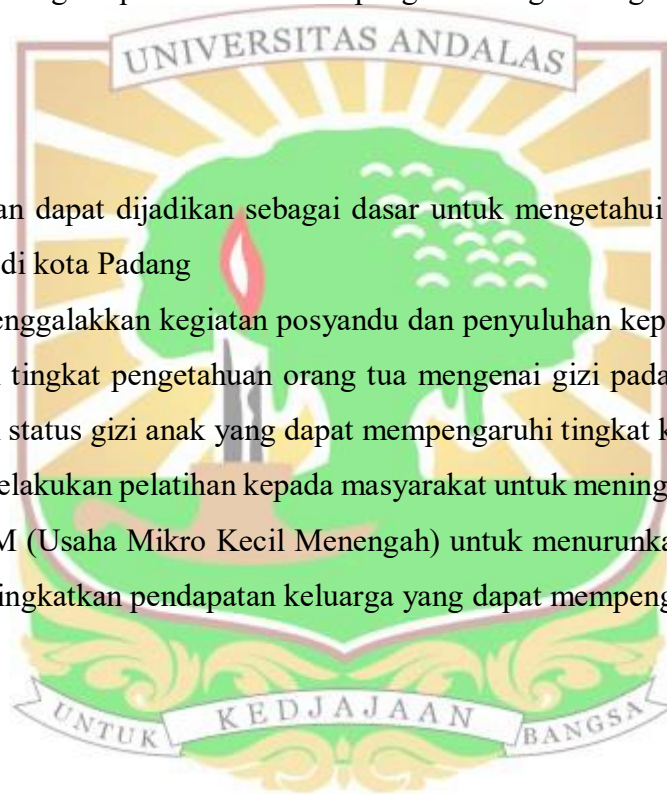 UNIVERSITAS ANDALAS
an dapat dijadikan sebagai dasar untuk mengetahui
di kota Padang
enggalakkan kegiatan posyandu dan penyuluhan kep
tingkat pengetahuan orang tua mengenai gizi pada
status gizi anak yang dapat mempengaruhi tingkat k
elakukan pelatihan kepada masyarakat untuk mening
M (Usaha Mikro Kecil Menengah) untuk menurunka
ingkatkan pendapatan keluarga yang dapat mempeng
UNTUK KEDJAJAAN BANGSA